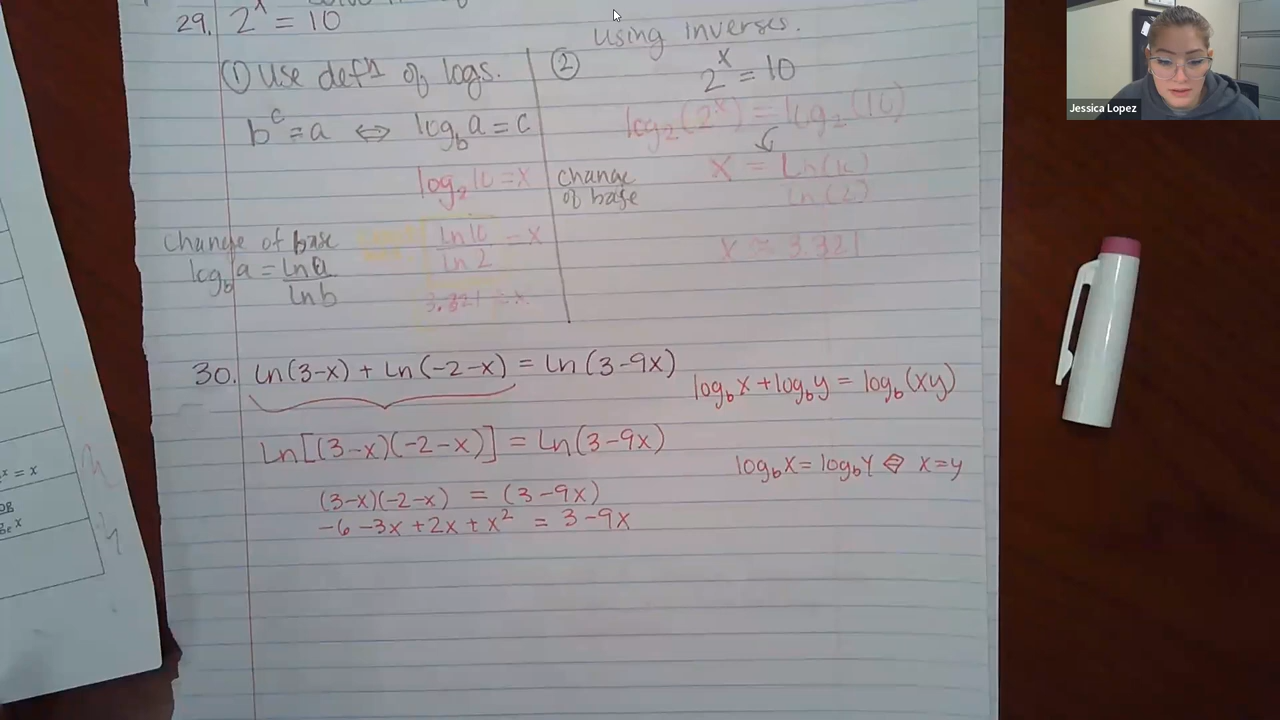 29. 2^x = 10
① Use def'n of logs.
b^c = a ⇔ log_b a = c
log_2 10 = x
Change of base
log_b a = ln a / ln b
ln 10 / ln 2 = x
3.321 = x
② using inverses.
2^x = 10
log_2(2^x) = log_2(10)
change of base
x = ln(10) / ln(2)
x ≈ 3.321
30. ln(3-x) + ln(-2-x) = ln(3-9x)
log_b x + log_b y = log_b(xy)
ln[(3-x)(-2-x)] = ln(3-9x)
log_b x = log_b y ⇔ x=y
(3-x)(-2-x) = (3-9x)
-6 -3x +2x + x² = 3-9x
Jessica Lopez